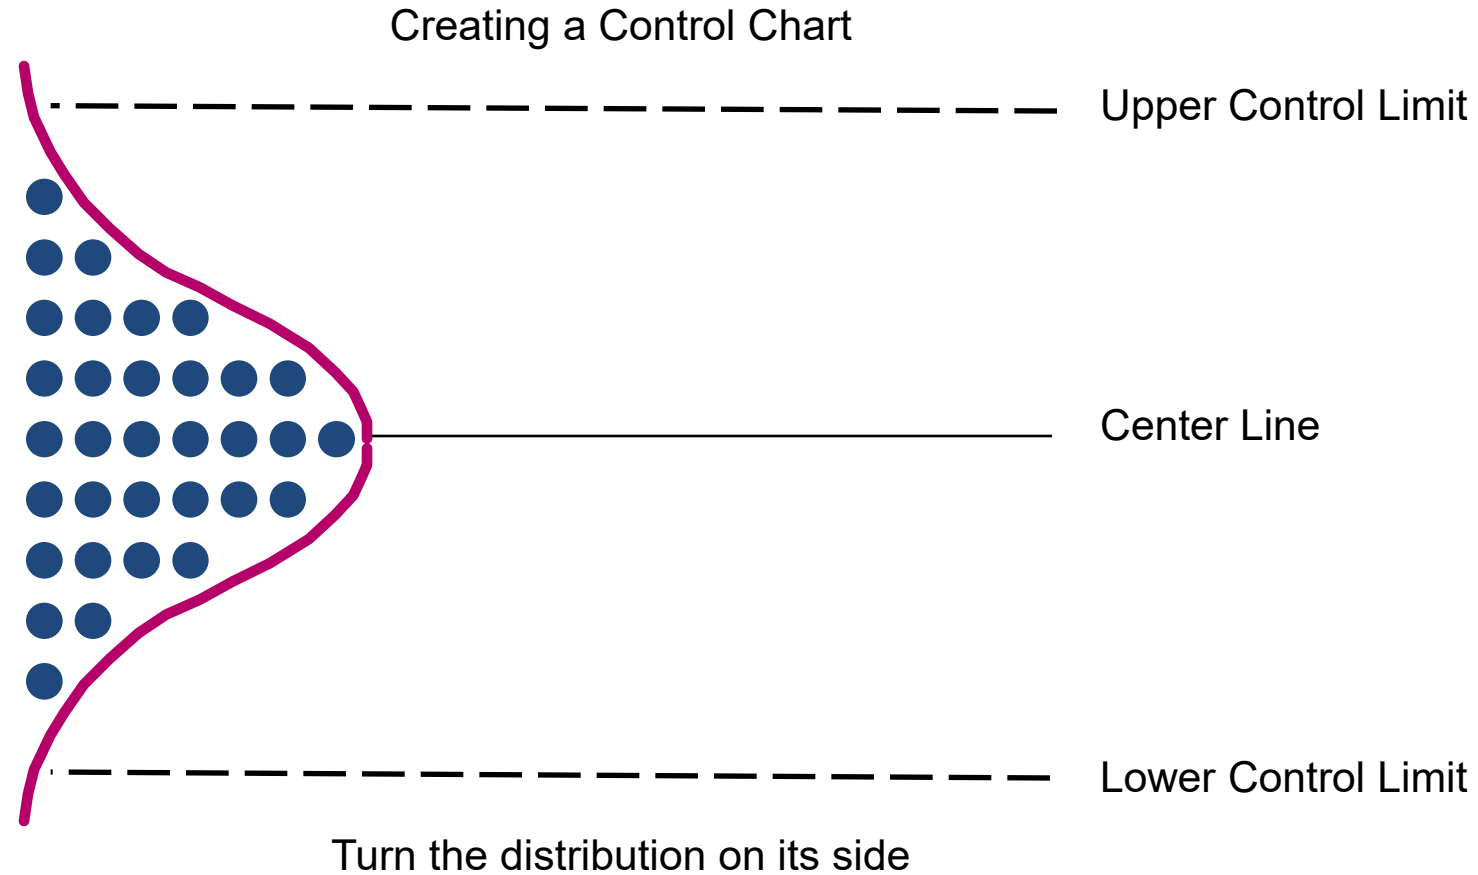 Creating a Control Chart
Upper Control Limit
Center Line
Lower Control Limit
Turn the distribution on its side